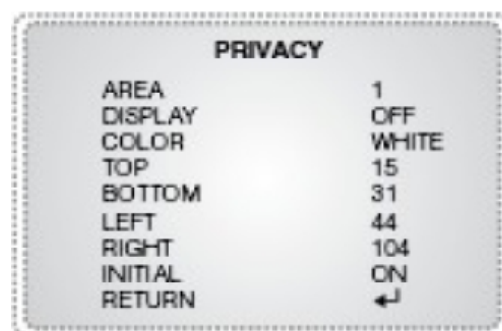 PRIVACY
AREA 1
DISPLAY OFF
COLOR WHITE
TOP 15
BOTTOM 31
LEFT 44
RIGHT 104
INITIAL ON
RETURN ↵